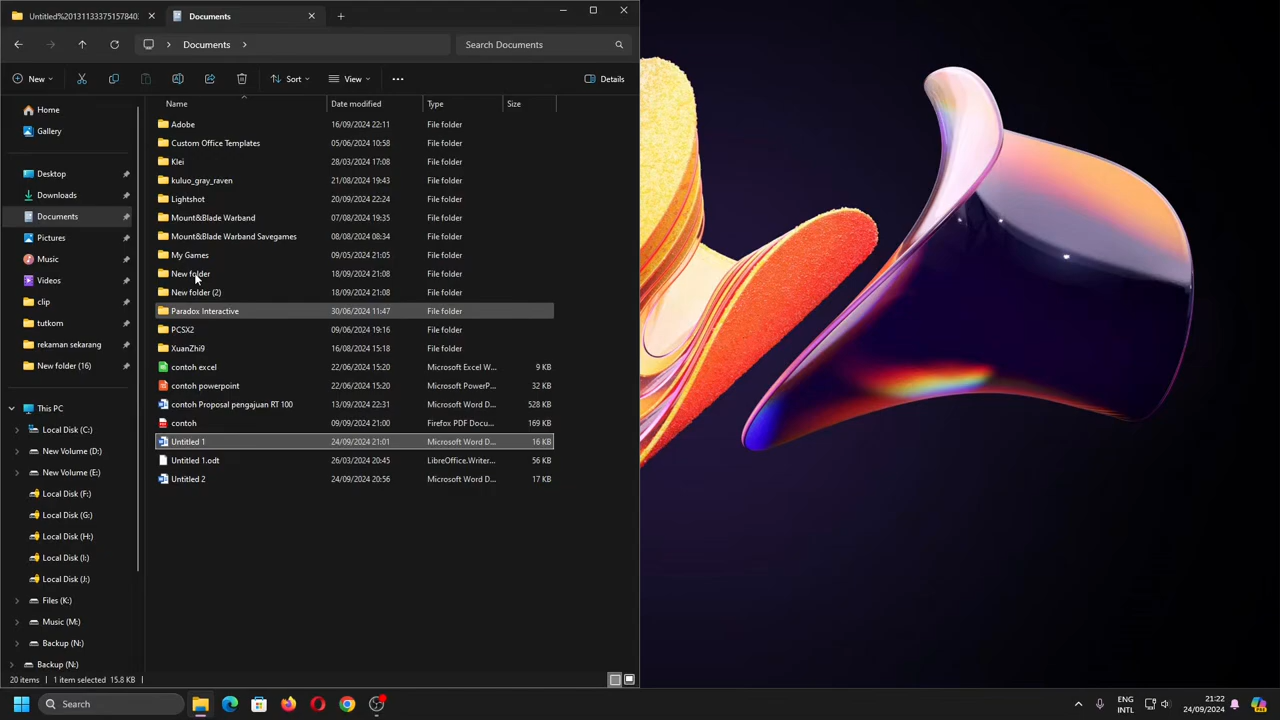 Untitled%20131133375157840
Documents
Documents
Search Documents
New
Sort
View
Details
Name
Date modified
Type
Size
Home
Gallery
Desktop
Downloads
Documents
Pictures
Music
Videos
clip
tutkom
rekaman sekarang
New folder (16)
This PC
Local Disk (C:)
New Volume (D:)
New Volume (E:)
Local Disk (F:)
Local Disk (G:)
Local Disk (H:)
Local Disk (I:)
Local Disk (J:)
Files (K:)
Music (M:)
Backup (N:)
Backup (N:)
Adobe 16/09/2024 22:11 File folder
Custom Office Templates 05/06/2024 10:58 File folder
Klei 28/03/2024 17:08 File folder
kuluo_gray_raven 21/08/2024 19:43 File folder
Lightshot 20/09/2024 22:24 File folder
Mount&Blade Warband 07/08/2024 19:35 File folder
Mount&Blade Warband Savegames 08/08/2024 08:34 File folder
My Games 09/05/2024 21:05 File folder
New folder 18/09/2024 21:08 File folder
New folder (2) 18/09/2024 21:08 File folder
Paradox Interactive 30/06/2024 11:47 File folder
PCSX2 09/06/2024 19:16 File folder
XuanZhi9 16/08/2024 15:18 File folder
contoh excel 22/06/2024 15:20 Microsoft Excel W... 9 KB
contoh powerpoint 22/06/2024 15:20 Microsoft PowerP... 32 KB
contoh Proposal pengajuan RT 100 13/09/2024 22:31 Microsoft Word D... 528 KB
contoh 09/09/2024 21:00 Firefox PDF Docu... 169 KB
Untitled 1 24/09/2024 21:01 Microsoft Word D... 16 KB
Untitled 1.odt 26/03/2024 20:45 LibreOffice.Writer... 56 KB
Untitled 2 24/09/2024 20:56 Microsoft Word D... 17 KB
20 items
1 item selected 15.8 KB
Search
ENG
INTL
21:22
24/09/2024